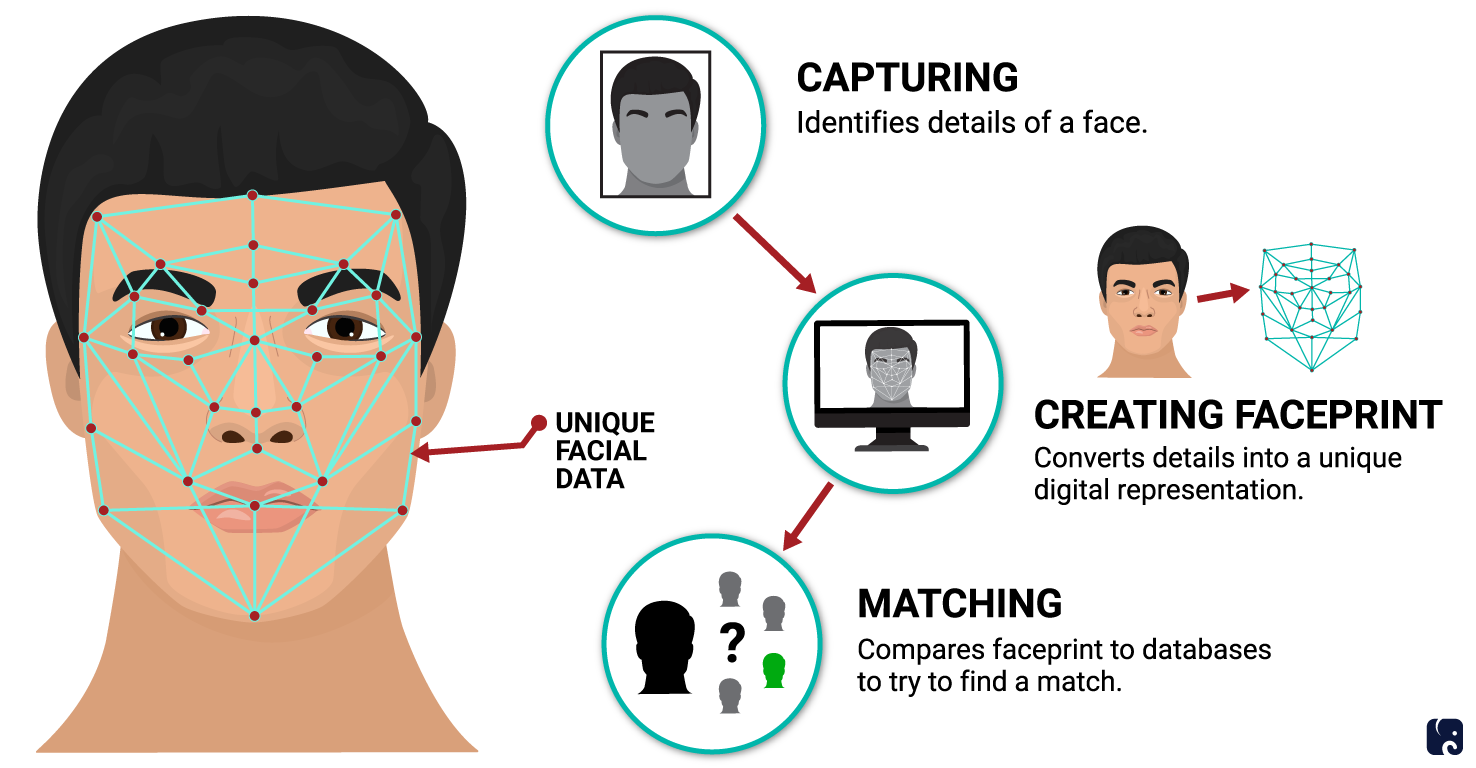 CAPTURING
Identifies details of a face.
UNIQUE
FACIAL
DATA
CREATING FACEPRINT
Converts details into a unique
digital representation.
?
MATCHING
Compares faceprint to databases
to try to find a match.